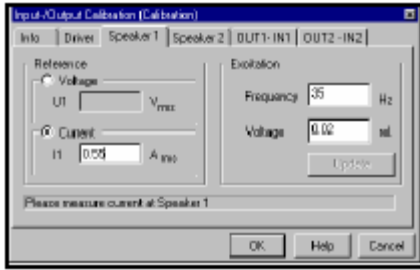 Input-/Output Calibration (Calibration)
Info Driver Speaker 1 Speaker 2 OUT1-IN1 OUT2-IN2
Reference
Voltage
U1 Vrms
Current
I1 0.55 A rms
Excitation
Frequency 35 Hz
Voltage 0.02 rel.
Update
Please measure current at Speaker 1
OK Help Cancel